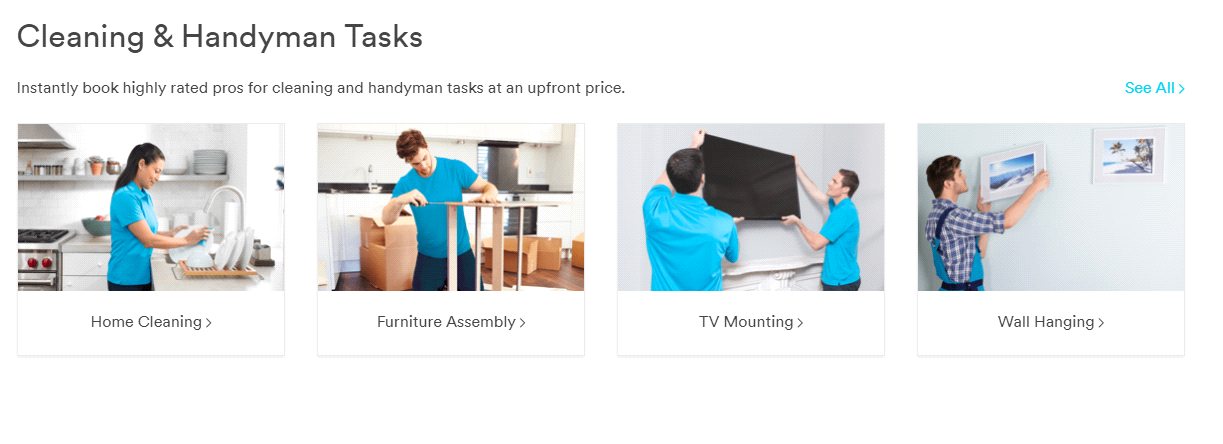 Cleaning & Handyman Tasks
Instantly book highly rated pros for cleaning and handyman tasks at an upfront price.
See All >
Home Cleaning >
Furniture Assembly >
TV Mounting >
Wall Hanging >